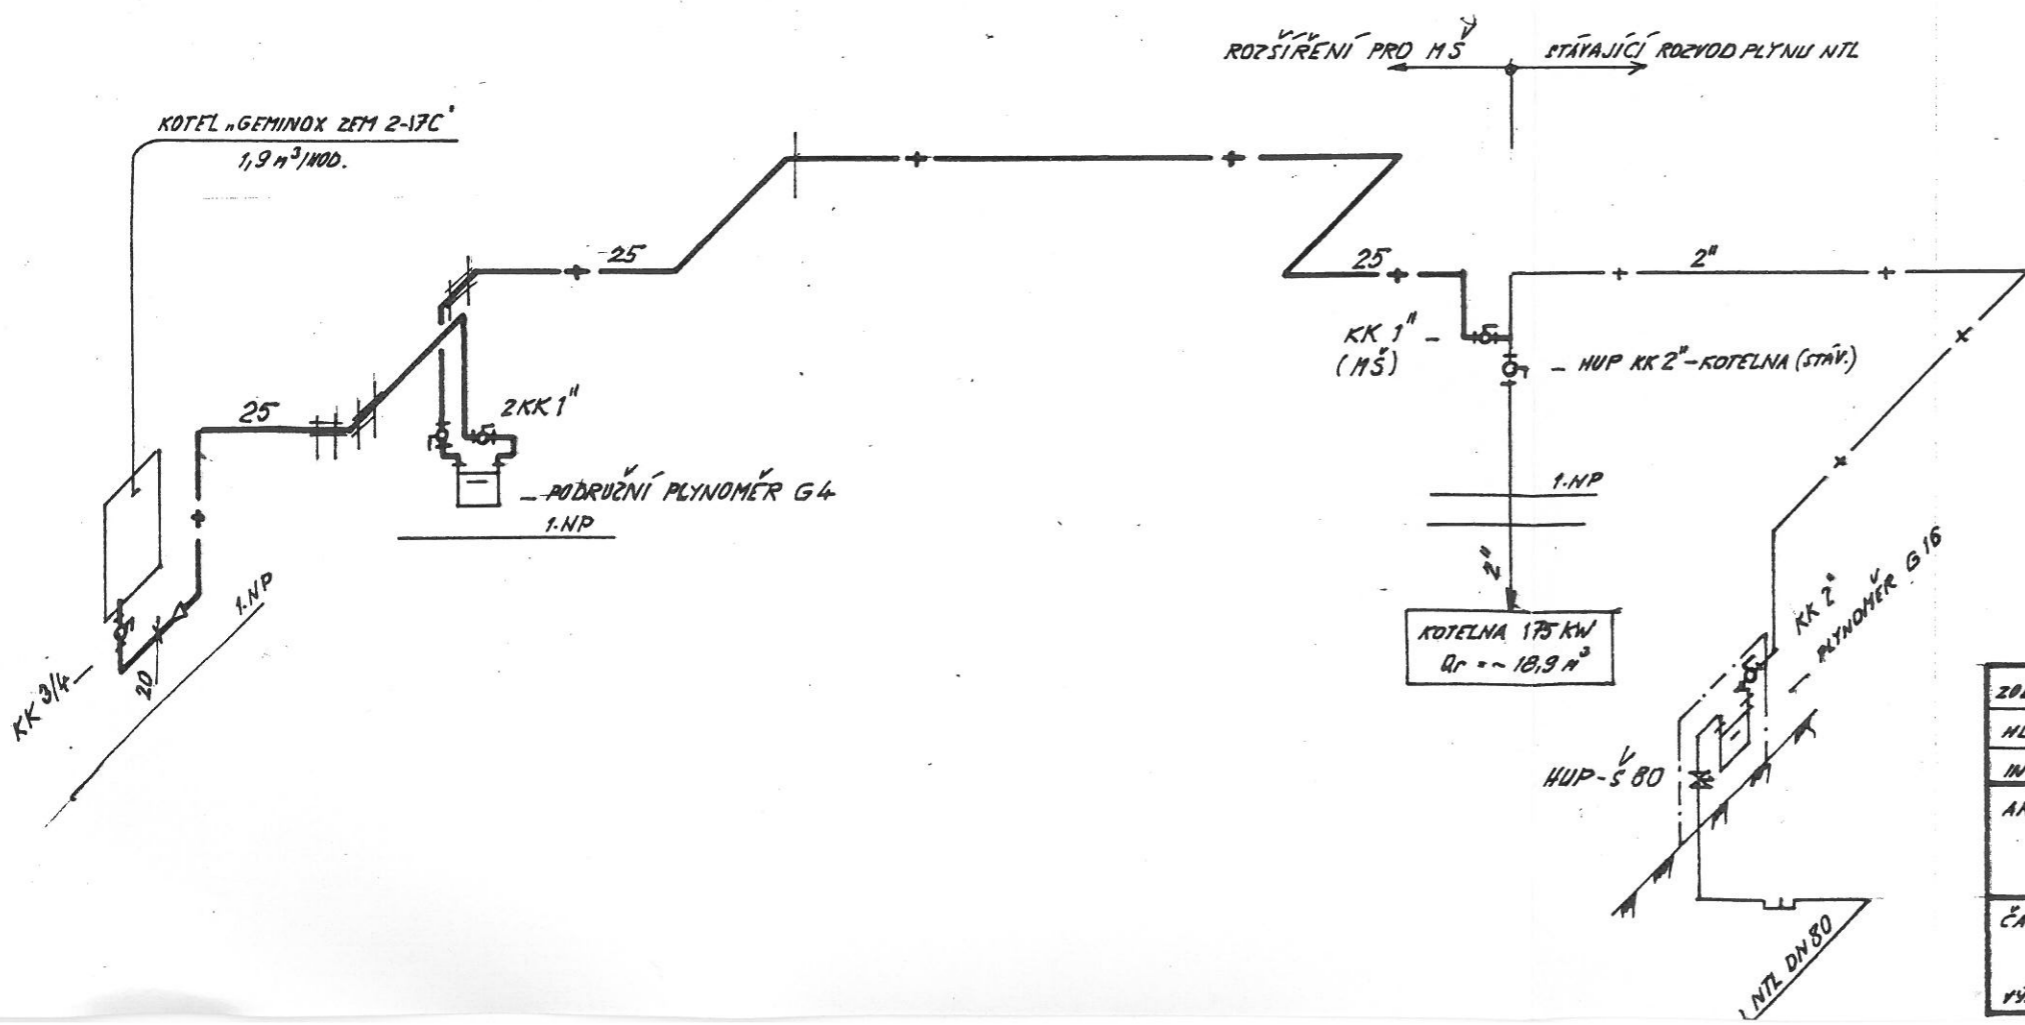 ROZŠÍŘENÍ PRO MŠ
STÁVAJÍCÍ ROZVOD PLYNU NTL
KOTEL „GEMINOX ZEM 2-17C"
1,9 m³/HOD.
25
25
2"
KK 1"
(MŠ)
HUP KK 2"-KOTELNA (STÁV.)
25
2KK 1"
PODRUŽNÍ PLYNOMĚR G4
1.NP
1.NP
2"
KOTELNA 175 KW
Qr = ~ 18,9 m³
1.NP
KK 3/4
20
KK 2"
PLYNOMĚR G 16
HUP-Š 80
NTL DN 80